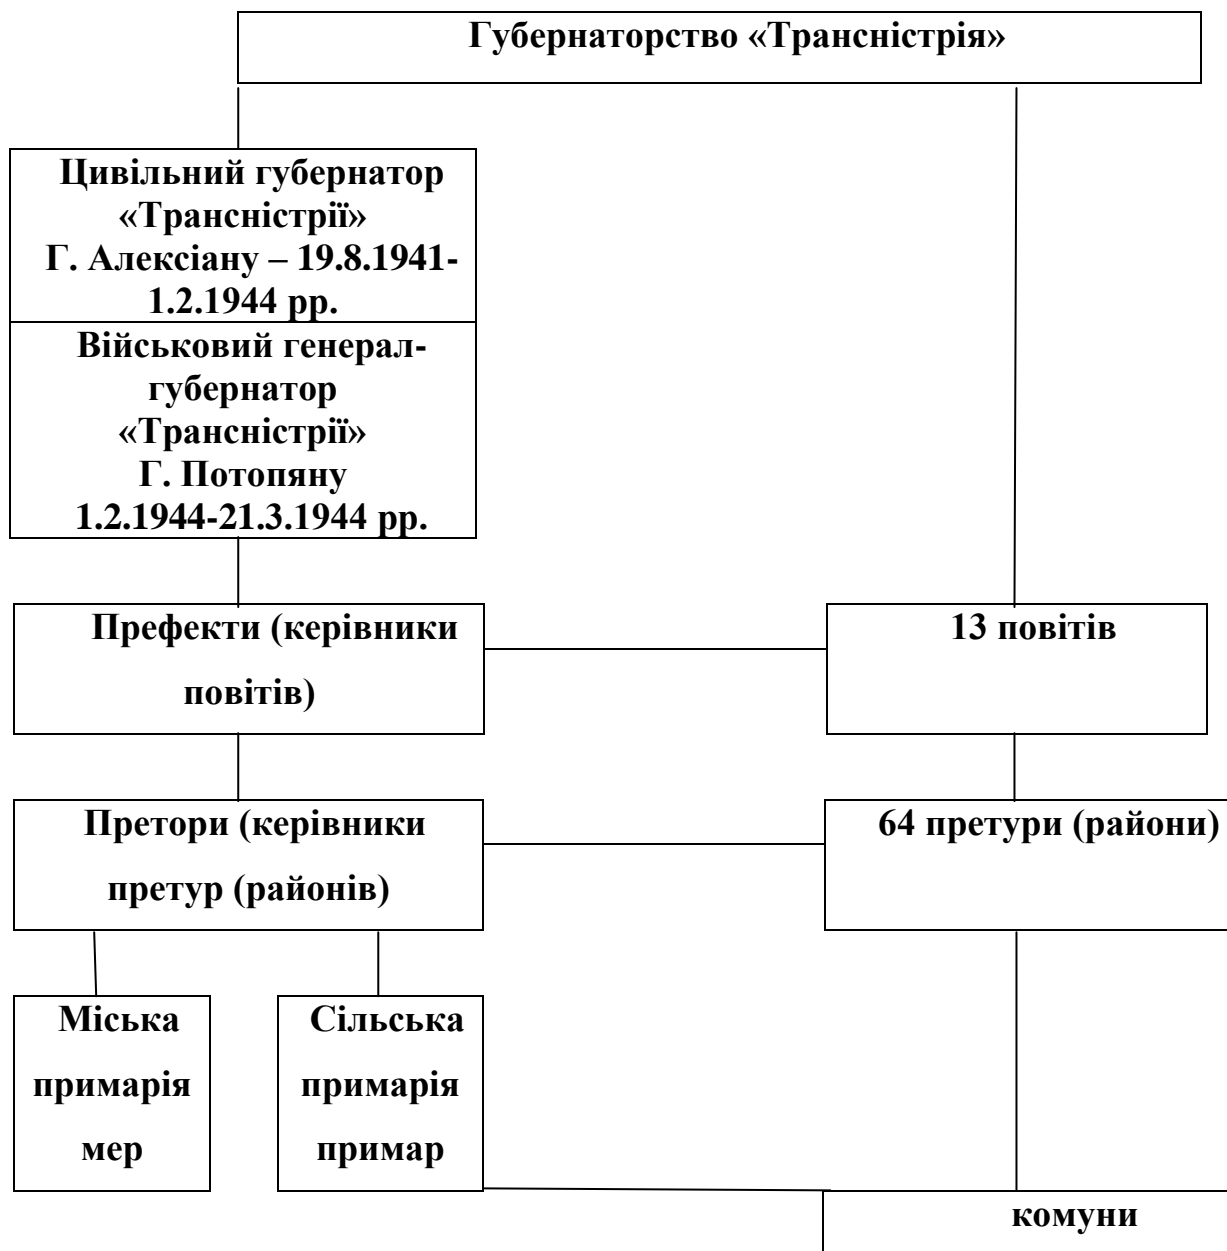 Губернаторство «Трансністрія»
Цивільний губернатор
«Трансністрії»
Г. Алексіану – 19.8.1941-
1.2.1944 рр.
Військовий генерал-
губернатор
«Трансністрії»
Г. Потопяну
1.2.1944-21.3.1944 рр.
Префекти (керівники
повітів)
13 повітів
Претори (керівники
претур (районів)
64 претури (райони)
Міська
примарія
мер
Сільська
примарія
примар
комуни